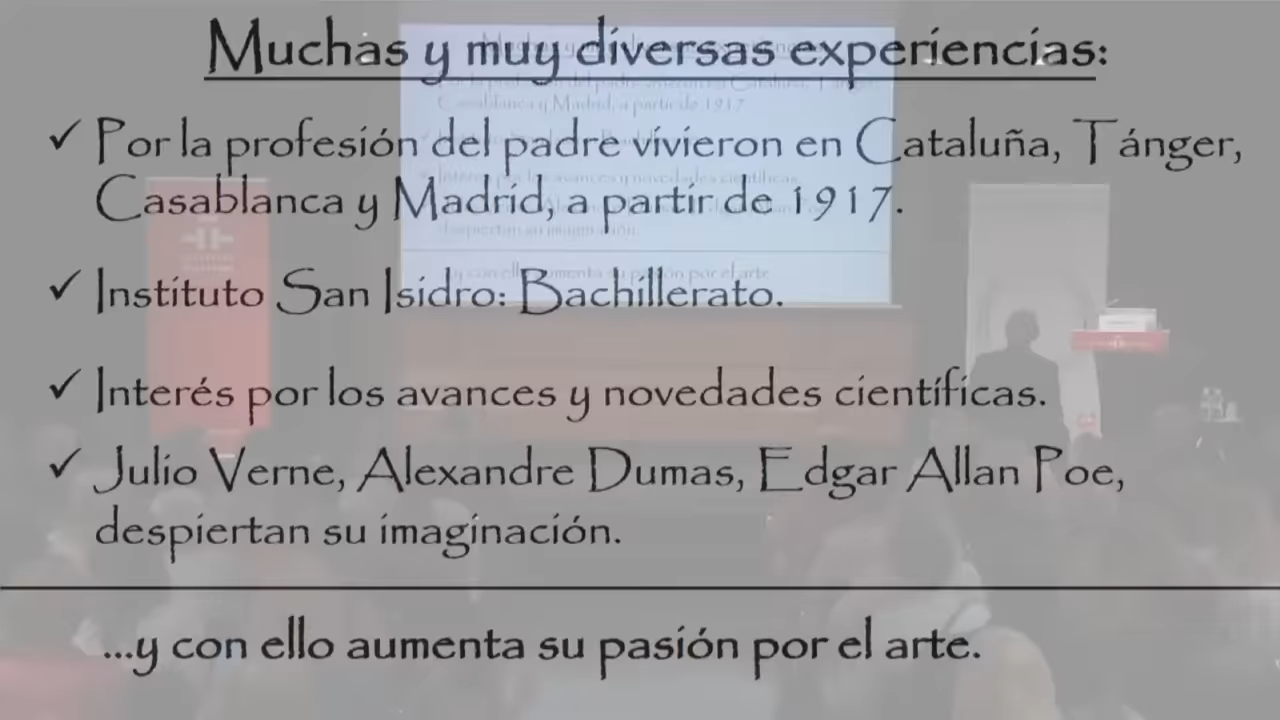 Muchas y muy diversas experiencias:
✓ Por la profesión del padre vivieron en Cataluña, Tánger,
Casablanca y Madrid, a partir de 1917.
✓ Instituto San Isidro: Bachillerato.
✓ Interés por los avances y novedades científicas.
✓ Julio Verne, Alexandre Dumas, Edgar Allan Poe,
despiertan su imaginación.
...y con ello aumenta su pasión por el arte.